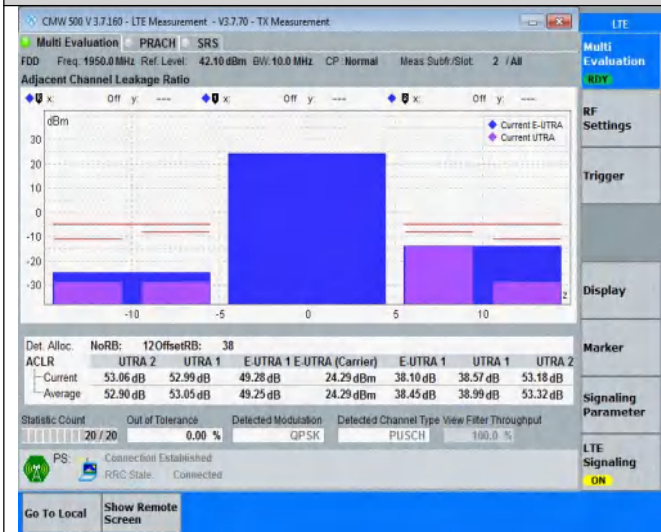 CMW 500 V 3.7.160 - LTE Measurement - V3.7.70 - TX Measurement
LTE
Multi Evaluation PRACH SRS
FDD Freq: 1950.0 MHz Ref. Level: 42.10 dBm BW: 10.0 MHz CP: Normal Meas Subfr./Slot: 2 / All
Adjacent Channel Leakage Ratio
x: Off y: --- x: Off y: --- x: Off y: ---
dBm
Current E-UTRA
Current UTRA
30
20
10
0
-10
-20
-30
z
-10 -5 0 5 10
Det. Alloc. NoRB: 12 OffsetRB: 38
ACLR UTRA 2 UTRA 1 E-UTRA 1 E-UTRA (Carrier) E-UTRA 1 UTRA 1 UTRA 2
Current 53.06 dB 52.99 dB 49.28 dB 24.29 dBm 38.10 dB 38.57 dB 53.18 dB
Average 52.90 dB 53.05 dB 49.25 dB 24.29 dBm 38.45 dB 38.99 dB 53.32 dB
Statistic Count Out of Tolerance Detected Modulation Detected Channel Type View Filter Throughput
20 / 20 0.00 % QPSK PUSCH 100.0 %
PS: Connection Established
RRC State: Connected
Go To Local
Show Remote Screen
Multi
Evaluation
RDY
RF
Settings
Trigger
Display
Marker
Signaling
Parameter
LTE
Signaling
ON